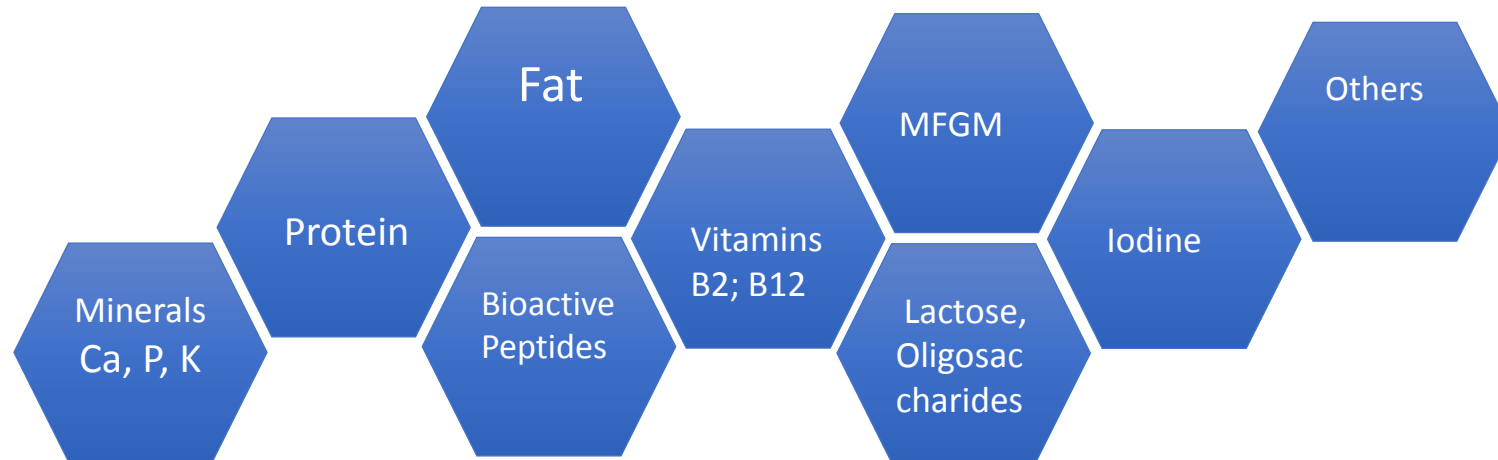 Minerals
Ca, P, K
Protein
Fat
Bioactive
Peptides
Vitamins
B2; B12
MFGM
Lactose,
Oligosac
charides
Iodine
Others